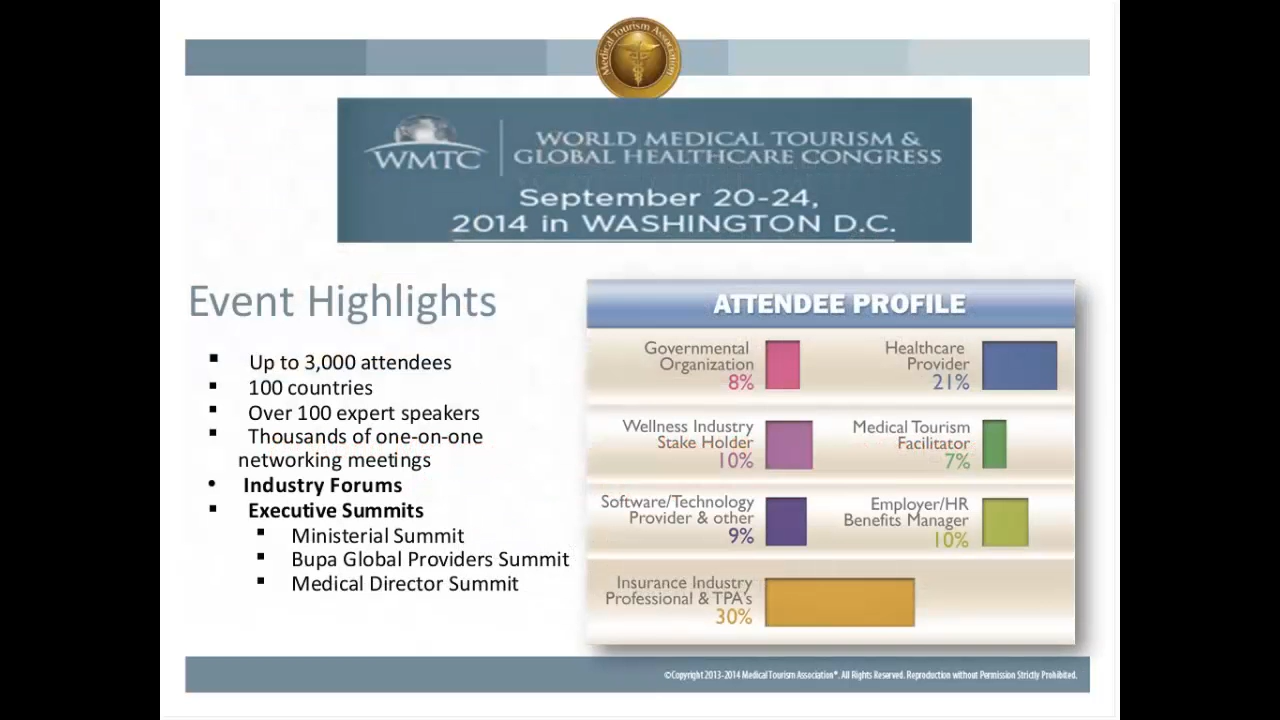 Medical Tourism Association
WMTC
WORLD MEDICAL TOURISM &
GLOBAL HEALTHCARE CONGRESS
September 20-24,
2014 in WASHINGTON D.C.
Event Highlights
Up to 3,000 attendees
100 countries
Over 100 expert speakers
Thousands of one-on-one
networking meetings
Industry Forums
Executive Summits
Ministerial Summit
Bupa Global Providers Summit
Medical Director Summit
ATTENDEE PROFILE
Governmental
Organization
8%
Healthcare
Provider
21%
Wellness Industry
Stake Holder
10%
Medical Tourism
Facilitator
7%
Software/Technology
Provider & other
9%
Employer/HR
Benefits Manager
10%
Insurance Industry
Professional & TPA's
30%
©Copyright 2013-2014 Medical Tourism Association®. All Rights Reserved. Reproduction without Permission Strictly Prohibited.